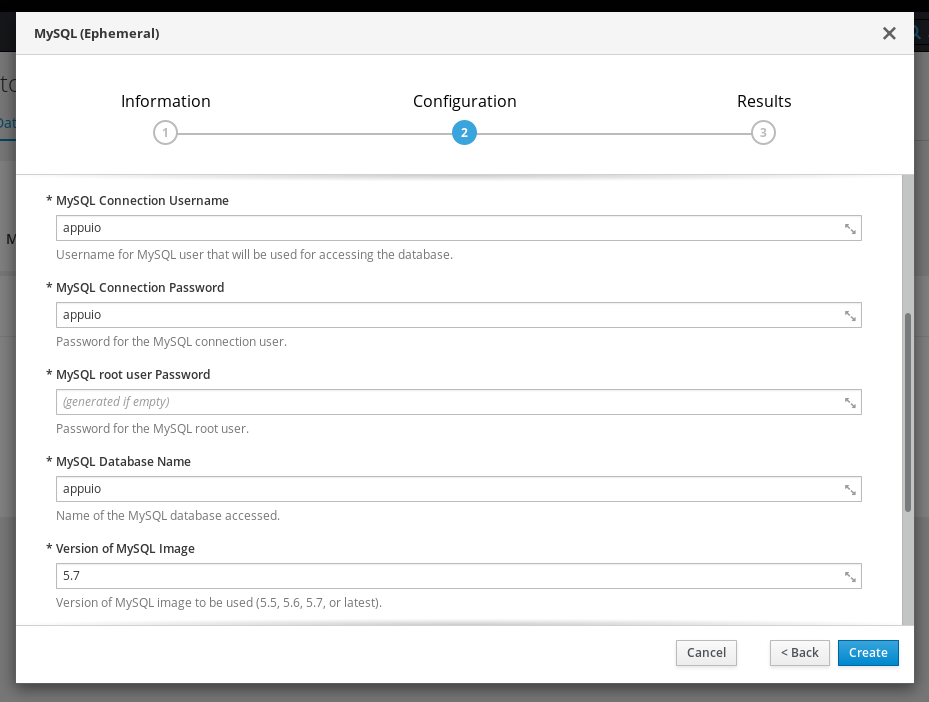 MySQL (Ephemeral)
Information
Configuration
Results
1
2
3
* MySQL Connection Username
appuio
Username for MySQL user that will be used for accessing the database.
* MySQL Connection Password
appuio
Password for the MySQL connection user.
* MySQL root user Password
(generated if empty)
Password for the MySQL root user.
* MySQL Database Name
appuio
Name of the MySQL database accessed.
* Version of MySQL Image
5.7
Version of MySQL image to be used (5.5, 5.6, 5.7, or latest).
Cancel
< Back
Create